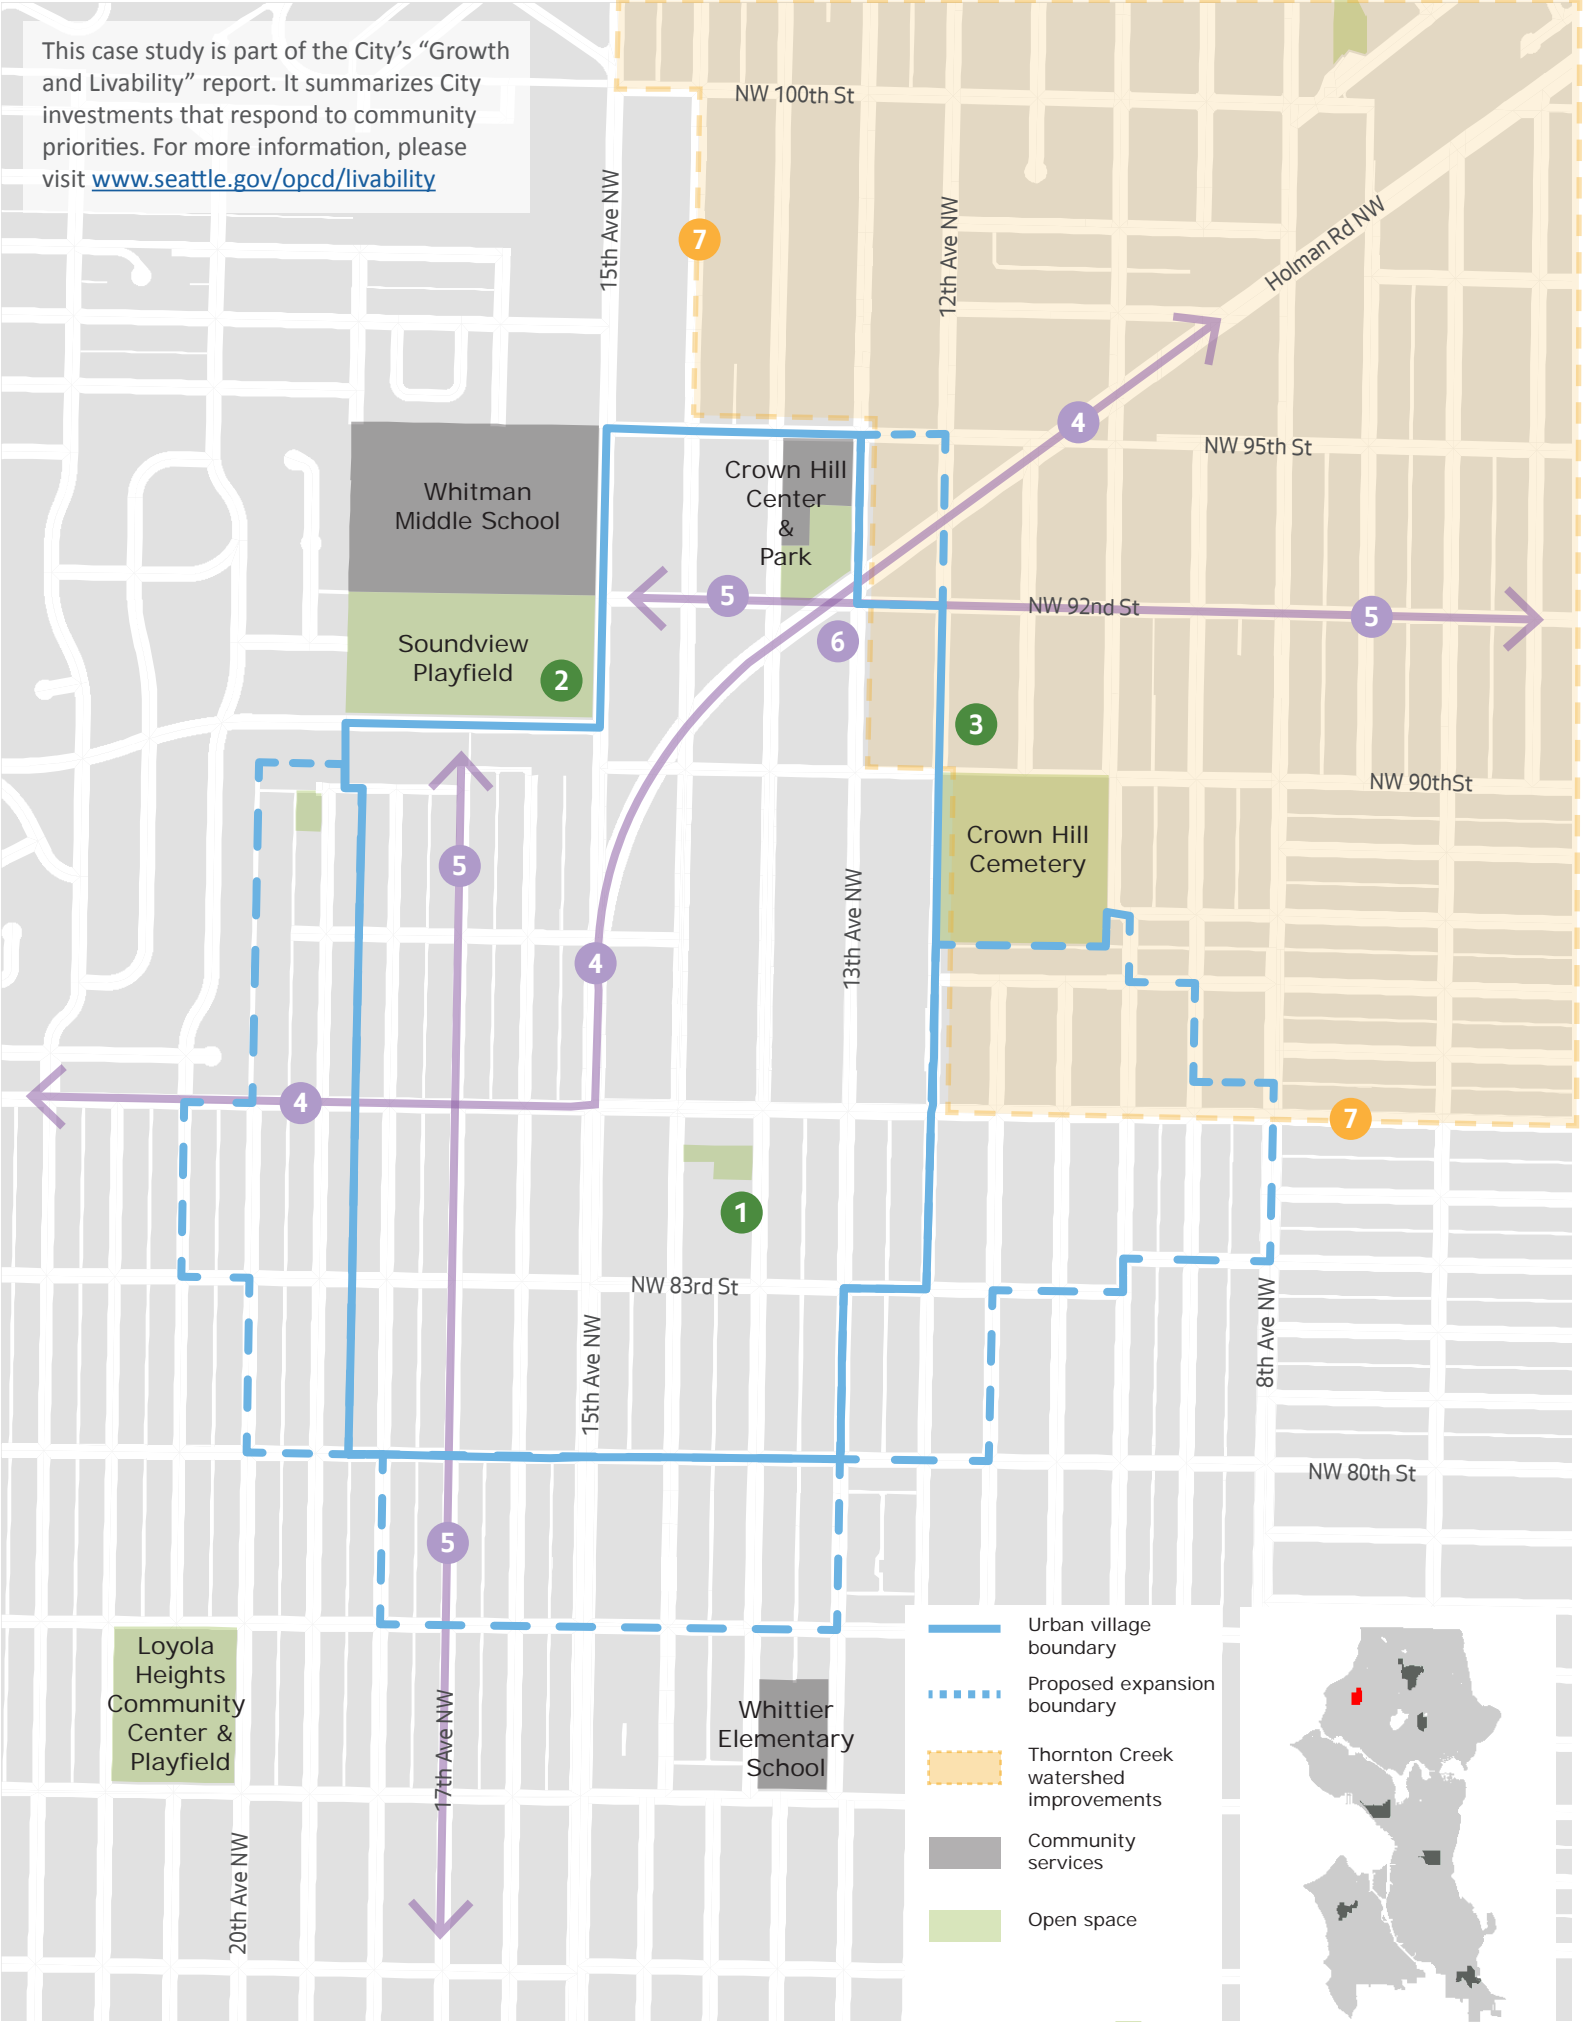 This case study is part of the City’s “Growth
and Livability” report. It summarizes City
investments that respond to community
priorities. For more information, please
visit www.seattle.gov/opcd/livability
NW 100th St
15th Ave NW
12th Ave NW
Holman Rd NW
7
4
NW 95th St
Crown Hill
Center
&
Park
Whitman
Middle School
5
NW 92nd St
5
6
Soundview
Playfield
2
3
NW 90thSt
Crown Hill
Cemetery
5
13th Ave NW
4
4
7
1
NW 83rd St
15th Ave NW
8th Ave NW
NW 80th St
5
Loyola
Heights
Community
Center &
Playfield
17th Ave NW
Whittier
Elementary
School
20th Ave NW
Urban village
boundary
Proposed expansion
boundary
Thornton Creek
watershed
improvements
Community
services
Open space